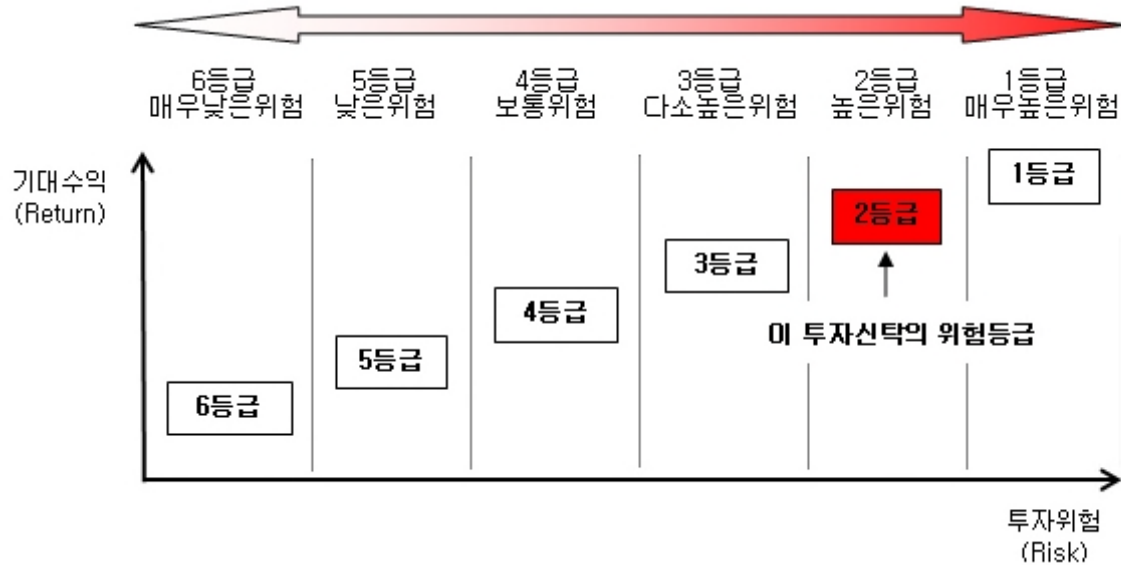 6등급
매우낮은위험
5등급
낮은위험
4등급
보통위험
3등급
다소높은위험
2등급
높은위험
1등급
매우높은위험
기대수익
(Return)
1등급
2등급
3등급
4등급
이 투자신탁의 위험등급
5등급
6등급
투자위험
(Risk)